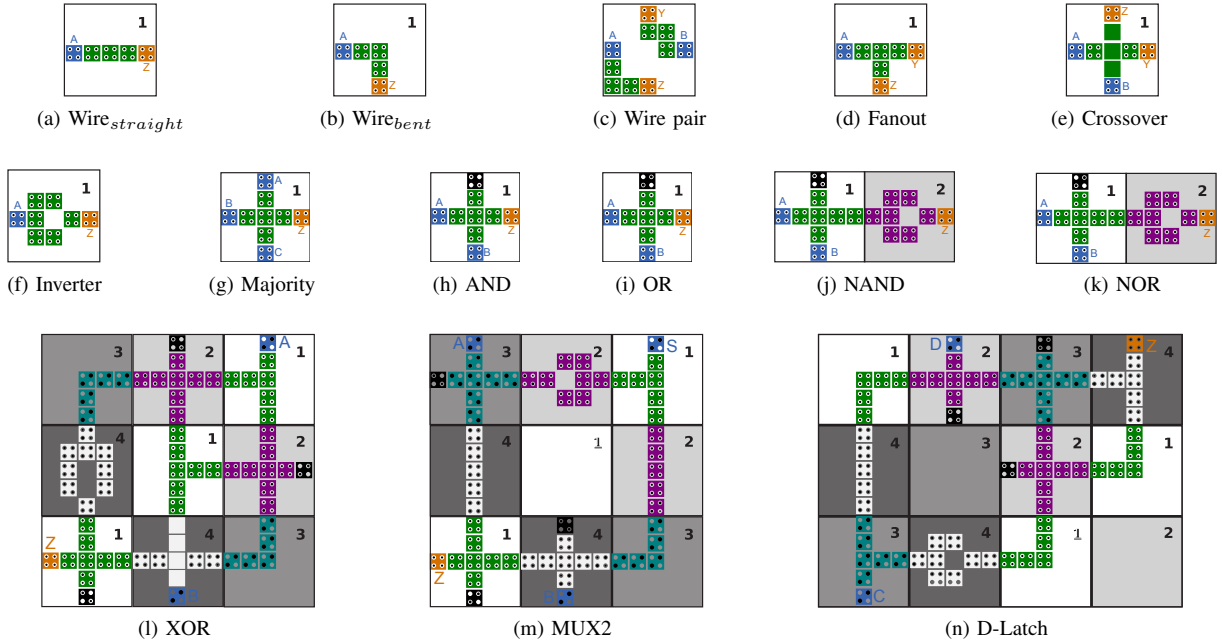 1
A
Z
(a) Wire straight
1
A
Z
(b) Wire bent
1
Y
A
B
Z
(c) Wire pair
1
A
Y
Z
(d) Fanout
1
Z
A
Y
B
(e) Crossover
1
A
Z
(f) Inverter
1
A
B
Z
C
(g) Majority
1
A
Z
B
(h) AND
1
A
Z
B
(i) OR
1 2
A
Z
B
(j) NAND
1 2
A
Z
B
(k) NOR
3 2 A 1
4 1 2
Z 1 4 3
B
(l) XOR
A 3 2 S 1
4 1 2
1 4 3
Z
B
(m) MUX2
1 D 2 3 Z 4
4 3 2 1
3 4 1 2
C
(n) D-Latch